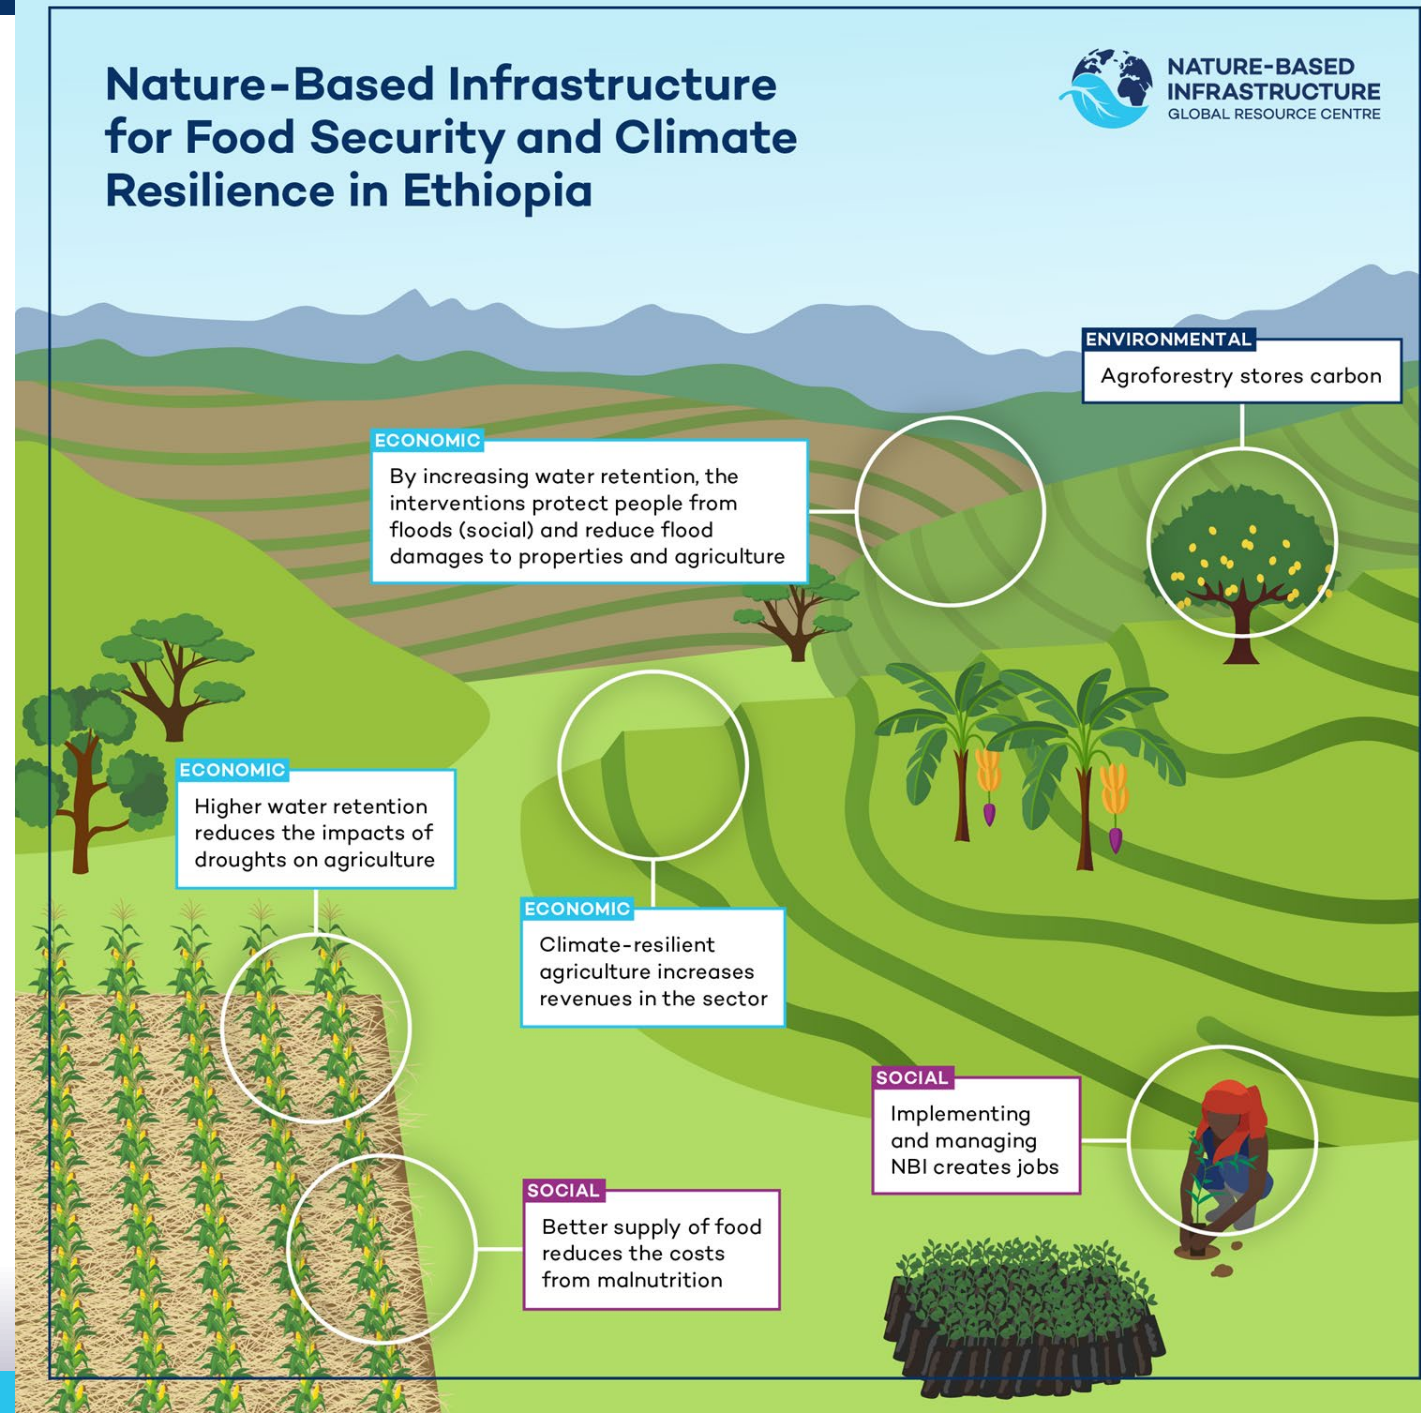 Nature-Based Infrastructure
for Food Security and Climate
Resilience in Ethiopia
NATURE-BASED
INFRASTRUCTURE
GLOBAL RESOURCE CENTRE
ENVIRONMENTAL
Agroforestry stores carbon
ECONOMIC
By increasing water retention, the
interventions protect people from
floods (social) and reduce flood
damages to properties and agriculture
ECONOMIC
Higher water retention
reduces the impacts of
droughts on agriculture
ECONOMIC
Climate-resilient
agriculture increases
revenues in the sector
SOCIAL
Implementing
and managing
NBI creates jobs
SOCIAL
Better supply of food
reduces the costs
from malnutrition